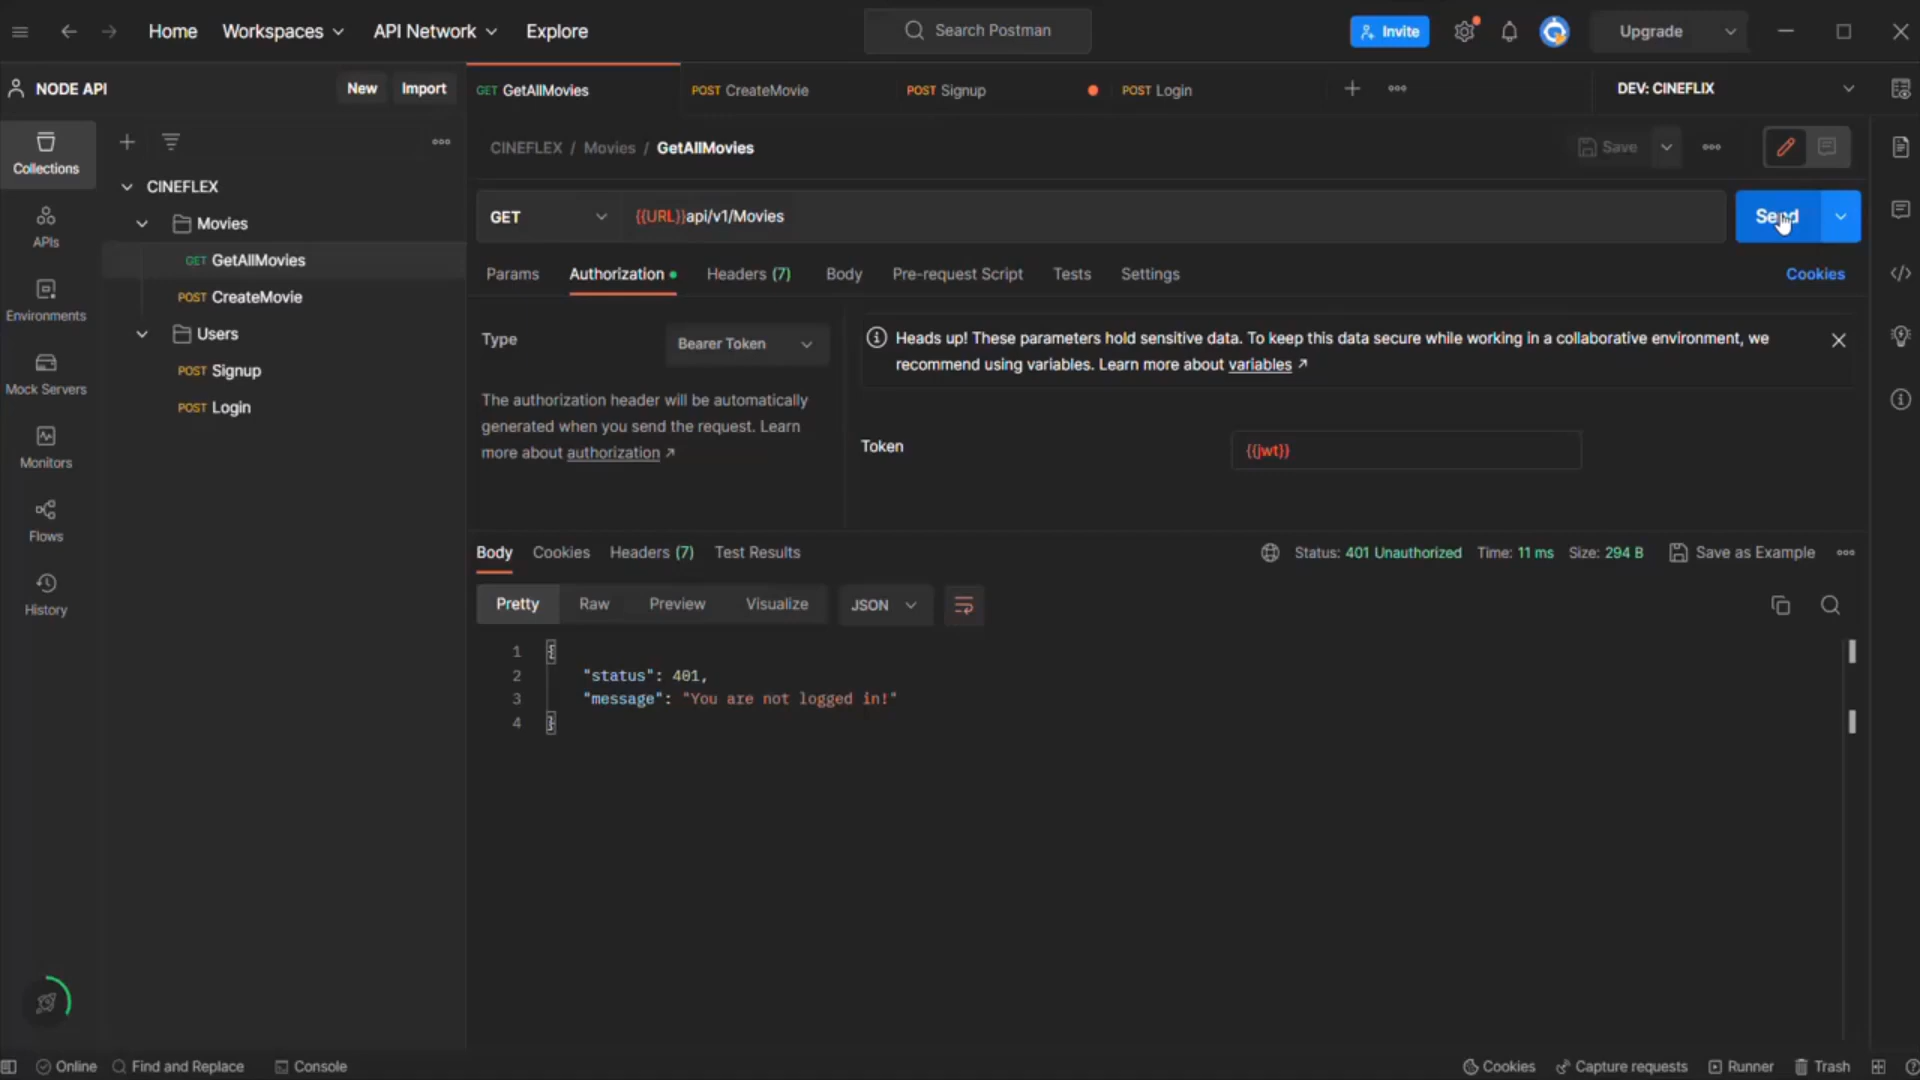 Home
Workspaces
API Network
Explore
Search Postman
Invite
Upgrade
NODE API
New
Import
GET GetAllMovies
POST CreateMovie
POST Signup
POST Login
DEV: CINEFLIX
Collections
APIs
Environments
Mock Servers
Monitors
Flows
History
CINEFLEX
Movies
GET GetAllMovies
POST CreateMovie
Users
POST Signup
POST Login
CINEFLEX / Movies / GetAllMovies
Save
GET
{{URL}}api/v1/Movies
Send
Params
Authorization
Headers (7)
Body
Pre-request Script
Tests
Settings
Cookies
Type
Bearer Token
The authorization header will be automatically
generated when you send the request. Learn
more about authorization ↗
Heads up! These parameters hold sensitive data. To keep this data secure while working in a collaborative environment, we
recommend using variables. Learn more about variables ↗
Token
{{jwt}}
Body
Cookies
Headers (7)
Test Results
Status: 401 Unauthorized
Time: 11 ms
Size: 294 B
Save as Example
Pretty
Raw
Preview
Visualize
JSON
1 {
2 "status": 401,
3 "message": "You are not logged in!"
4 }
Online
Find and Replace
Console
Cookies
Capture requests
Runner
Trash